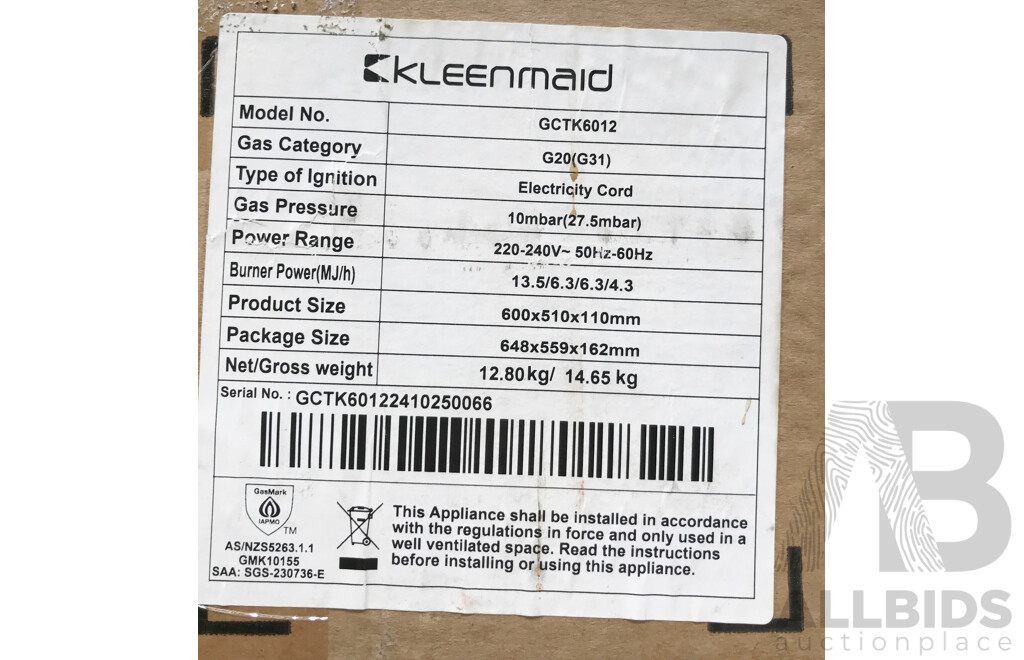 KLEENMAID
Model No. GCTK6012
Gas Category G20(G31)
Type of Ignition Electricity Cord
Gas Pressure 10mbar(27.5mbar)
Power Range 220-240V~ 50Hz-60Hz
Burner Power(MJ/h) 13.5/6.3/6.3/4.3
Product Size 600x510x110mm
Package Size 648x559x162mm
Net/Gross weight 12.80kg/ 14.65 kg
Serial No. : GCTK60122410250066
GasMark
IAPMO
TM
AS/NZS5263.1.1
GMK10155
SAA: SGS-230736-E
This Appliance shall be installed in accordance
with the regulations in force and only used in a
well ventilated space. Read the instructions
before installing or using this appliance.
AB
ALLBIDS
auctionplace